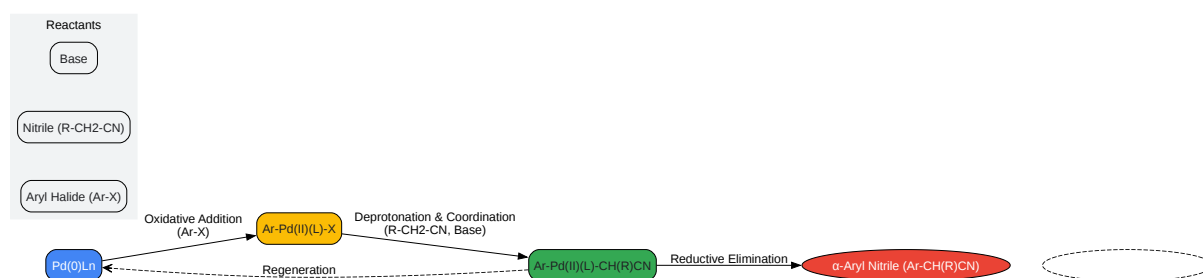 Reactants
Base
Nitrile (R-CH2-CN)
Aryl Halide (Ar-X)
Oxidative Addition
(Ar-X)
Ar-Pd(II)(L)-X
Deprotonation & Coordination
(R-CH2-CN, Base)
Pd(0)Ln
Regeneration
Ar-Pd(II)(L)-CH(R)CN
Reductive Elimination
α-Aryl Nitrile (Ar-CH(R)CN)